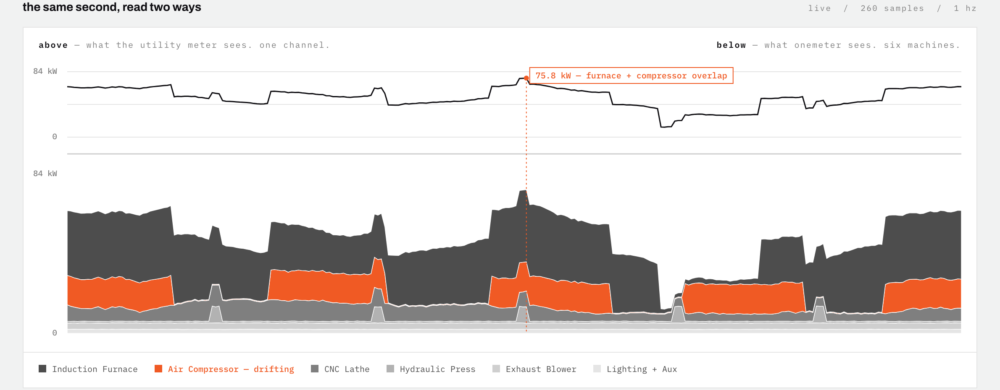 the same second, read two ways
live / 260 samples / 1 hz
above — what the utility meter sees. one channel.
below — what onemeter sees. six machines.
84 kW
75.8 kW — furnace + compressor overlap
0
84 kW
0
Induction Furnace
Air Compressor — drifting
CNC Lathe
Hydraulic Press
Exhaust Blower
Lighting + Aux